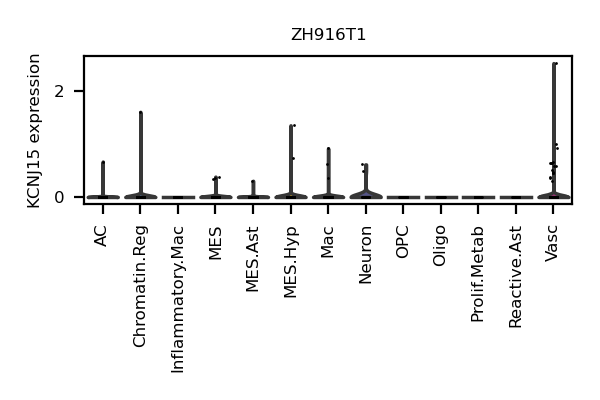 ZH916T1
KCNJ15 expression
2
0
AC
Chromatin.Reg
Inflammatory.Mac
MES
MES.Ast
MES.Hyp
Mac
Neuron
OPC
Oligo
Prolif.Metab
Reactive.Ast
Vasc